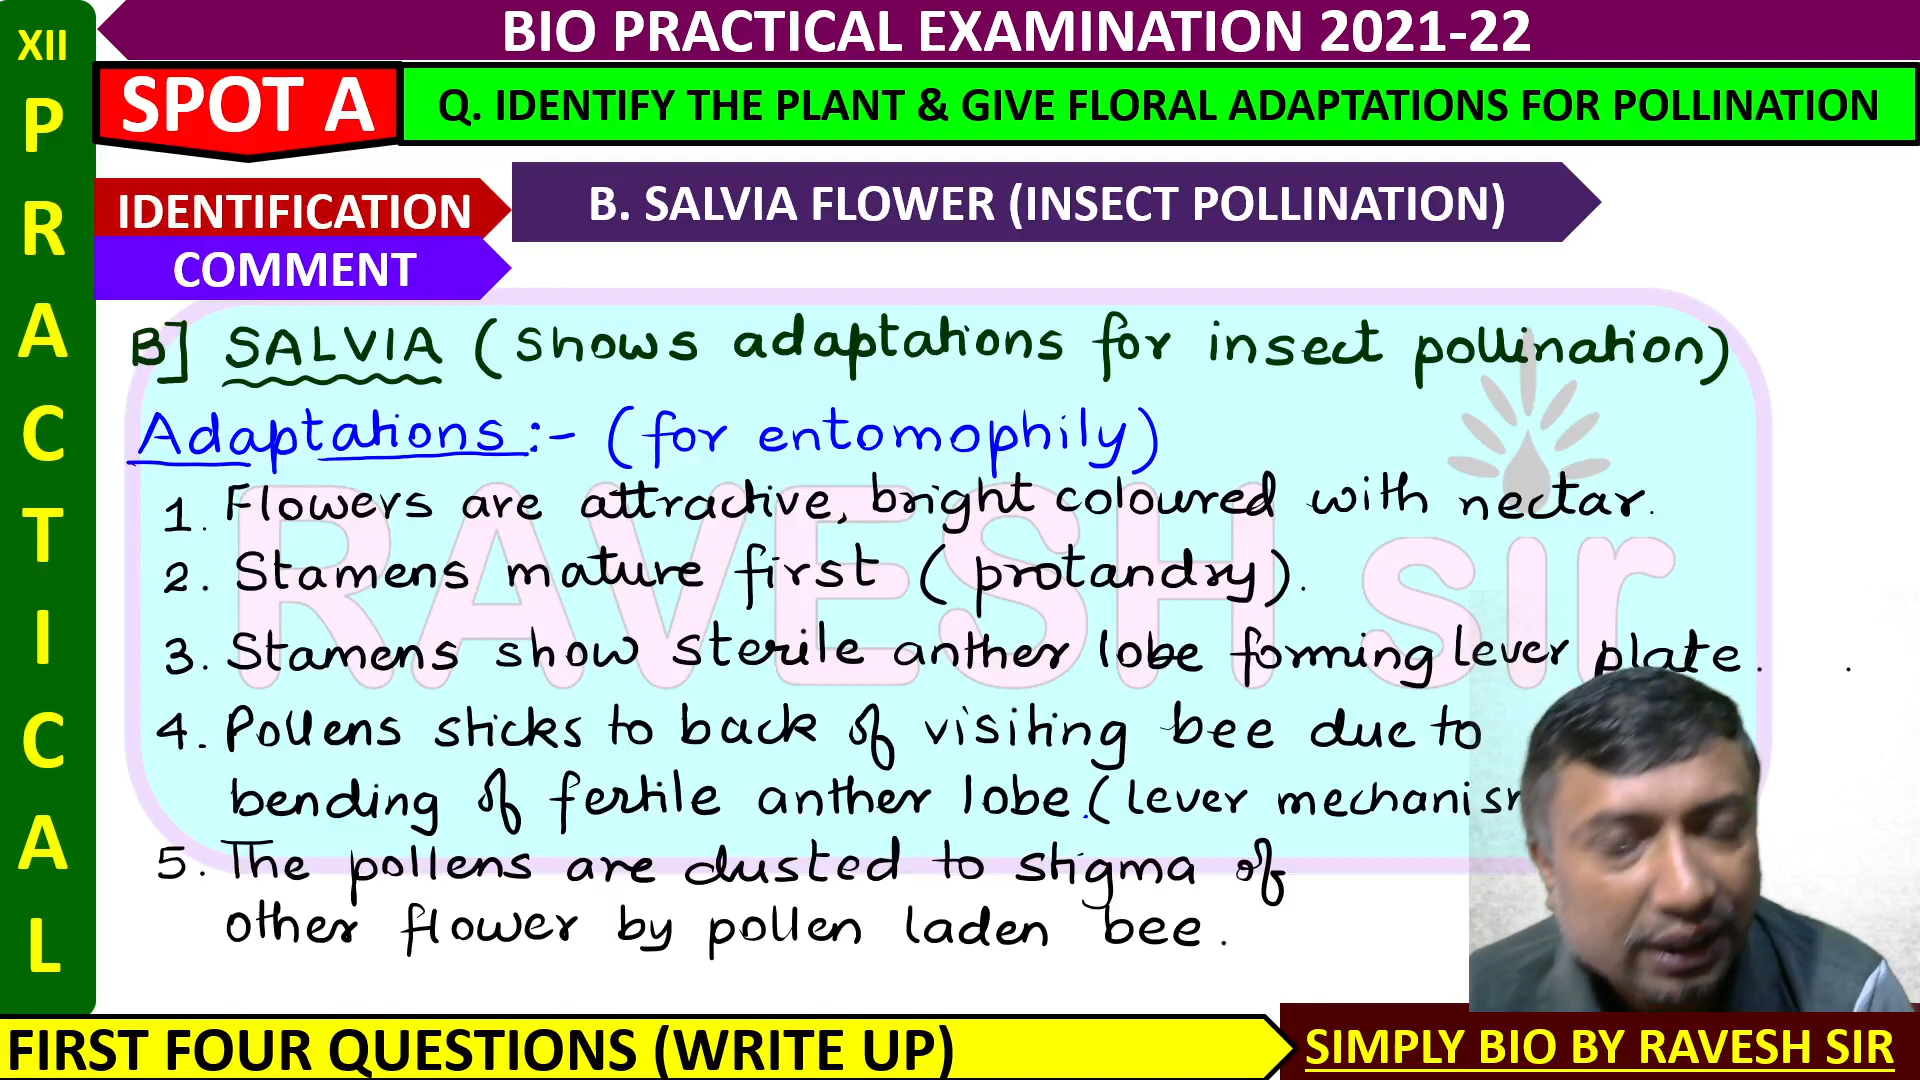 XII
PRACTICAL
BIO PRACTICAL EXAMINATION 2021-22
SPOT A
Q. IDENTIFY THE PLANT & GIVE FLORAL ADAPTATIONS FOR POLLINATION
IDENTIFICATION
B. SALVIA FLOWER (INSECT POLLINATION)
COMMENT
B] SALVIA (Shows adaptations for insect pollination)
Adaptations :- (for entomophily)
1. Flowers are attractive, bright coloured with nectar.
2. Stamens mature first (protandry).
3. Stamens show sterile anther lobe forming lever plate.
4. Pollens sticks to back of visiting bee due to
bending of fertile anther lobe. (lever
5. The pollens are dusted to stigma of
other flower by pollen laden bee.
RAVESH sir
FIRST FOUR QUESTIONS (WRITE UP)
SIMPLY BIO BY RAVESH SIR